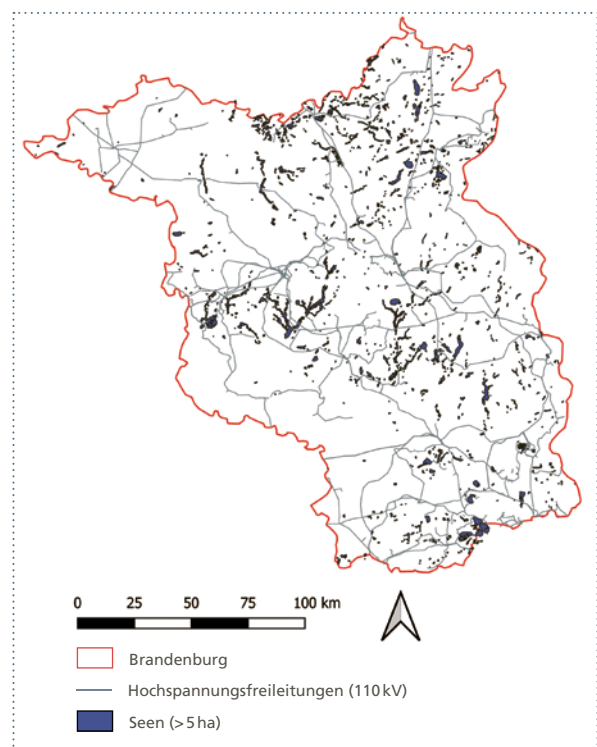 0 25 50 75 100 km
Brandenburg
Hochspannungsfreileitungen (110 kV)
Seen (> 5 ha)